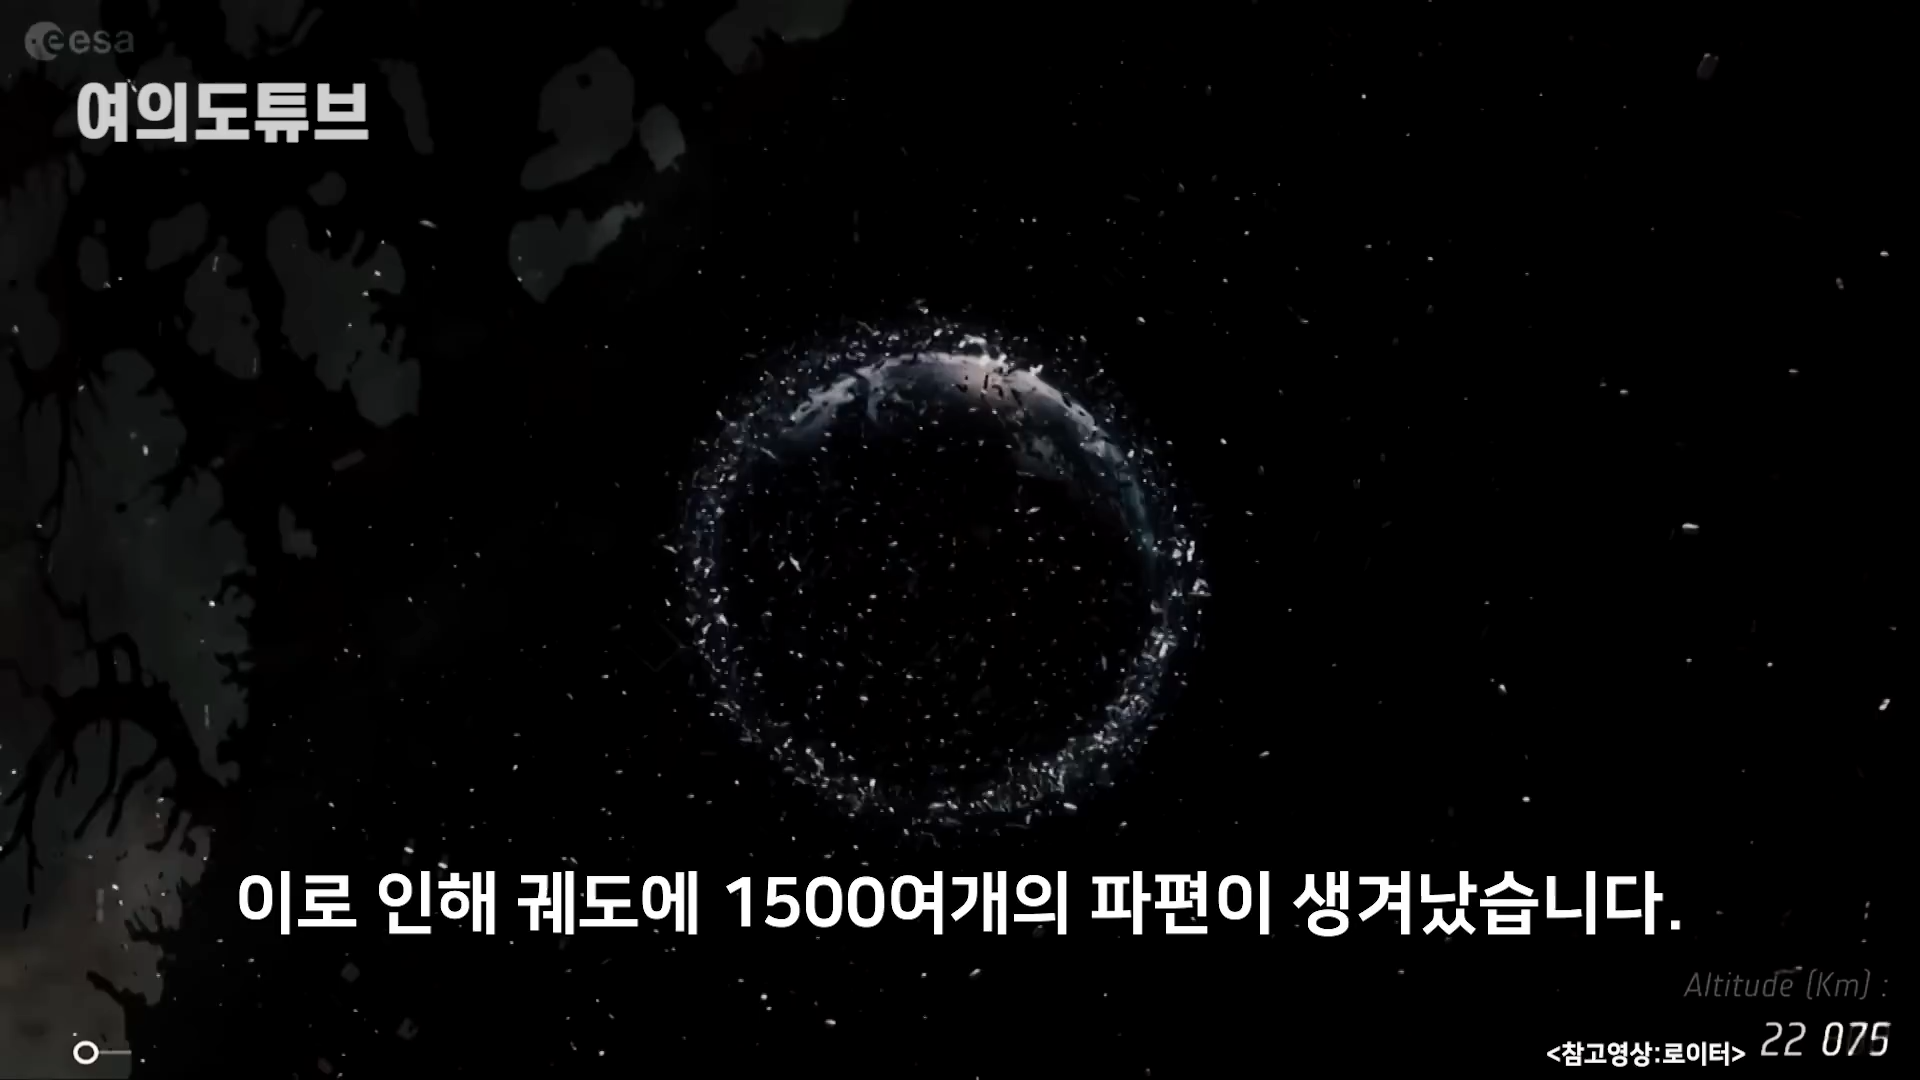 esa
여의도튜브
이로 인해 궤도에 1500여개의 파편이 생겨났습니다.
Altitude (Km) :
<참고영상:로이터> 22 075